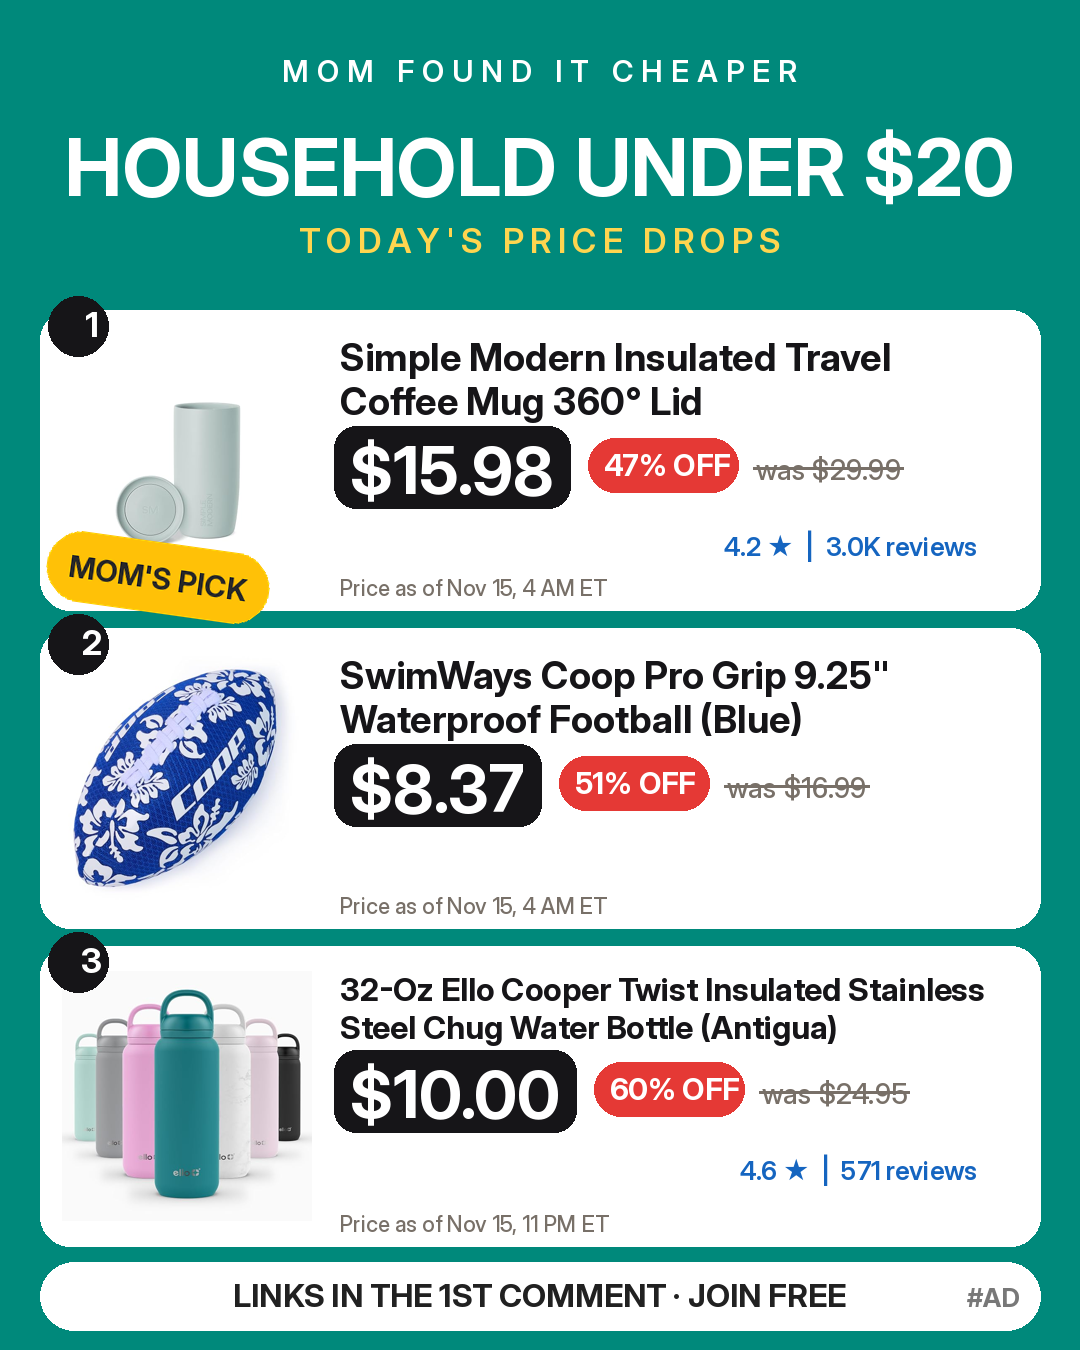 MOM FOUND IT CHEAPER
HOUSEHOLD UNDER $20
TODAY'S PRICE DROPS
1
Simple Modern Insulated Travel
Coffee Mug 360° Lid
$15.98
47% OFF
was $29.99
4.2 ★ | 3.0K reviews
MOM'S PICK
Price as of Nov 15, 4 AM ET
2
SwimWays Coop Pro Grip 9.25"
Waterproof Football (Blue)
$8.37
51% OFF
was $16.99
Coop
Price as of Nov 15, 4 AM ET
3
32-Oz Ello Cooper Twist Insulated Stainless
Steel Chug Water Bottle (Antigua)
$10.00
60% OFF
was $24.95
4.6 ★ | 571 reviews
ello
Price as of Nov 15, 11 PM ET
LINKS IN THE 1ST COMMENT · JOIN FREE
#AD